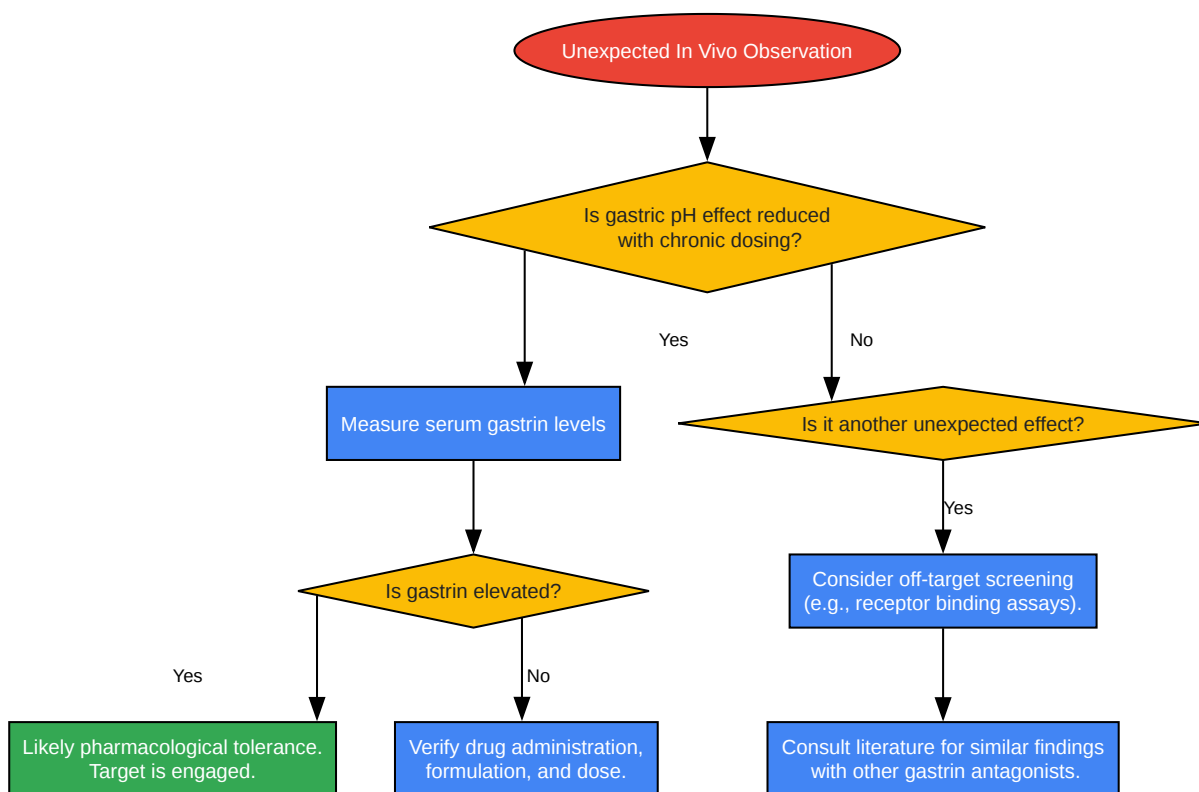 Unexpected In Vivo Observation
Is gastric pH effect reduced
with chronic dosing?
Yes
No
Measure serum gastrin levels
Is it another unexpected effect?
Yes
Is gastrin elevated?
Consider off-target screening
(e.g., receptor binding assays).
Yes
No
Likely pharmacological tolerance.
Target is engaged.
Verify drug administration,
formulation, and dose.
Consult literature for similar findings
with other gastrin antagonists.